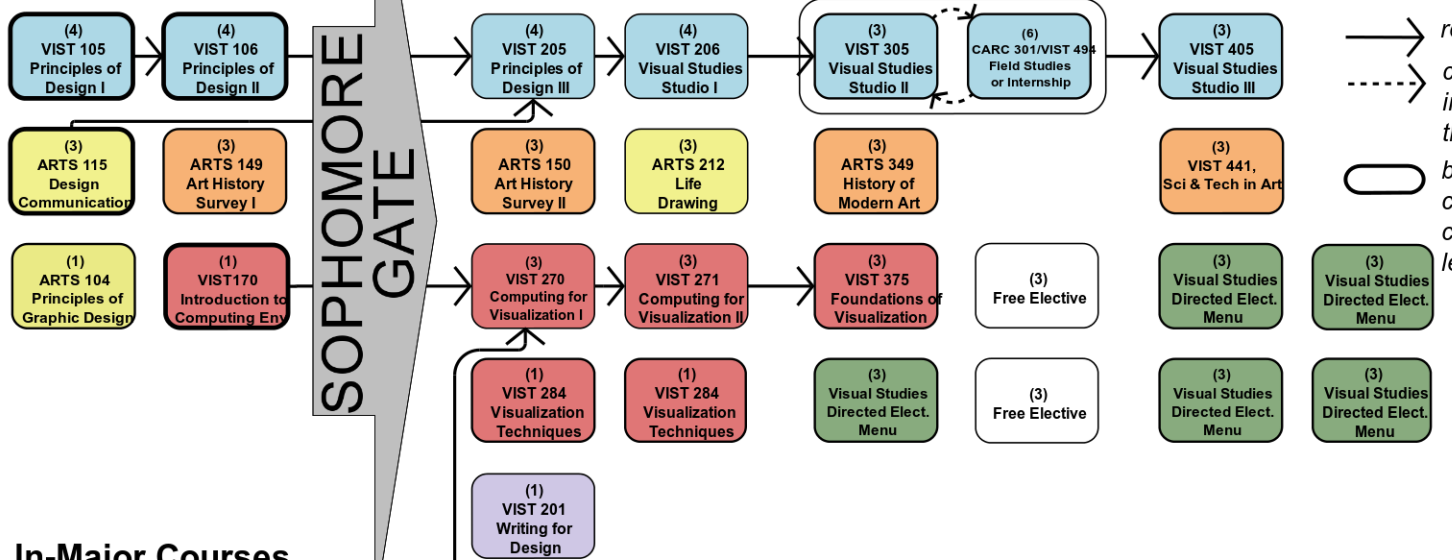 (4)
VIST 105
Principles of
Design I
(4)
VIST 106
Principles of
Design II
(4)
VIST 205
Principles of
Design III
(4)
VIST 206
Visual Studies
Studio I
(3)
VIST 305
Visual Studies
Studio II
(6)
CARC 301/VIST 494
Field Studies
or Internship
(3)
VIST 405
Visual Studies
Studio III
(3)
ARTS 115
Design
Communication
(3)
ARTS 149
Art History
Survey I
SOPHOMORE
GATE
(3)
ARTS 150
Art History
Survey II
(3)
ARTS 212
Life
Drawing
(3)
ARTS 349
History of
Modern Art
(3)
VIST 441,
Sci & Tech in Art
(1)
ARTS 104
Principles of
Graphic Design
(1)
VIST170
Introduction to
Computing Env
(3)
VIST 270
Computing for
Visualization I
(3)
VIST 271
Computing for
Visualization II
(3)
VIST 375
Foundations of
Visualization
(3)
Free Elective
(3)
Visual Studies
Directed Elect.
Menu
(3)
Visual Studies
Directed Elect.
Menu
(1)
VIST 284
Visualization
Techniques
(1)
VIST 284
Visualization
Techniques
(3)
Visual Studies
Directed Elect.
Menu
(3)
Free Elective
(3)
Visual Studies
Directed Elect.
Menu
(3)
Visual Studies
Directed Elect.
Menu
(1)
VIST 201
Writing for
Design
In-Major Courses